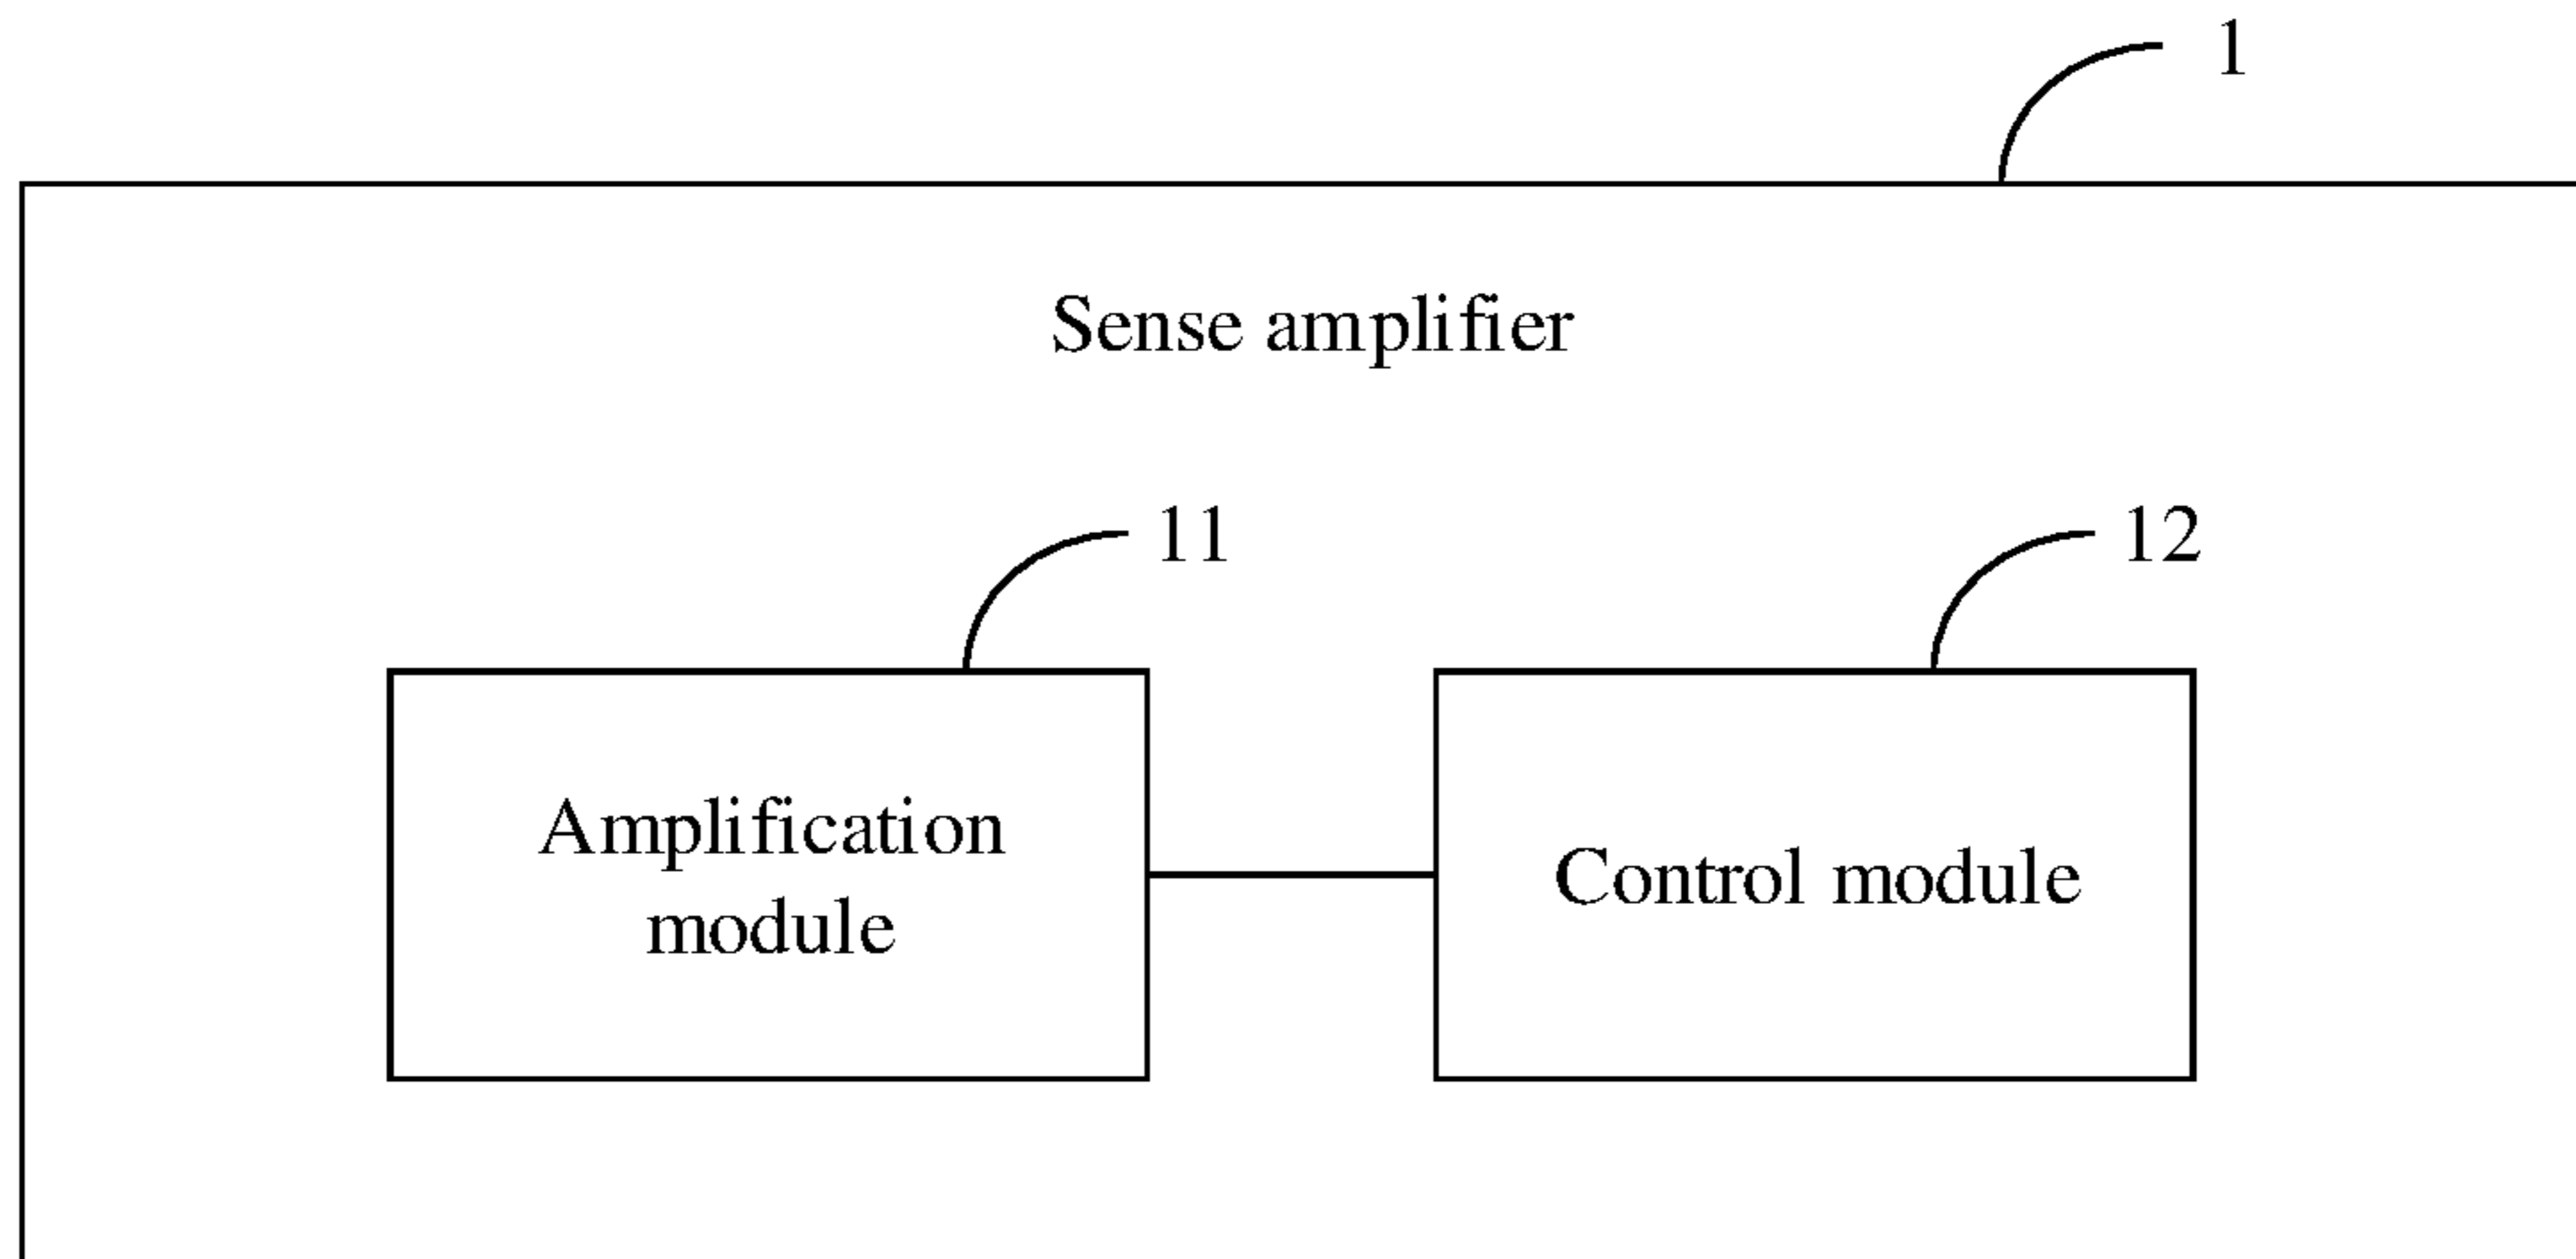 1
Sense amplifier
11
12
Amplification
module
Control module